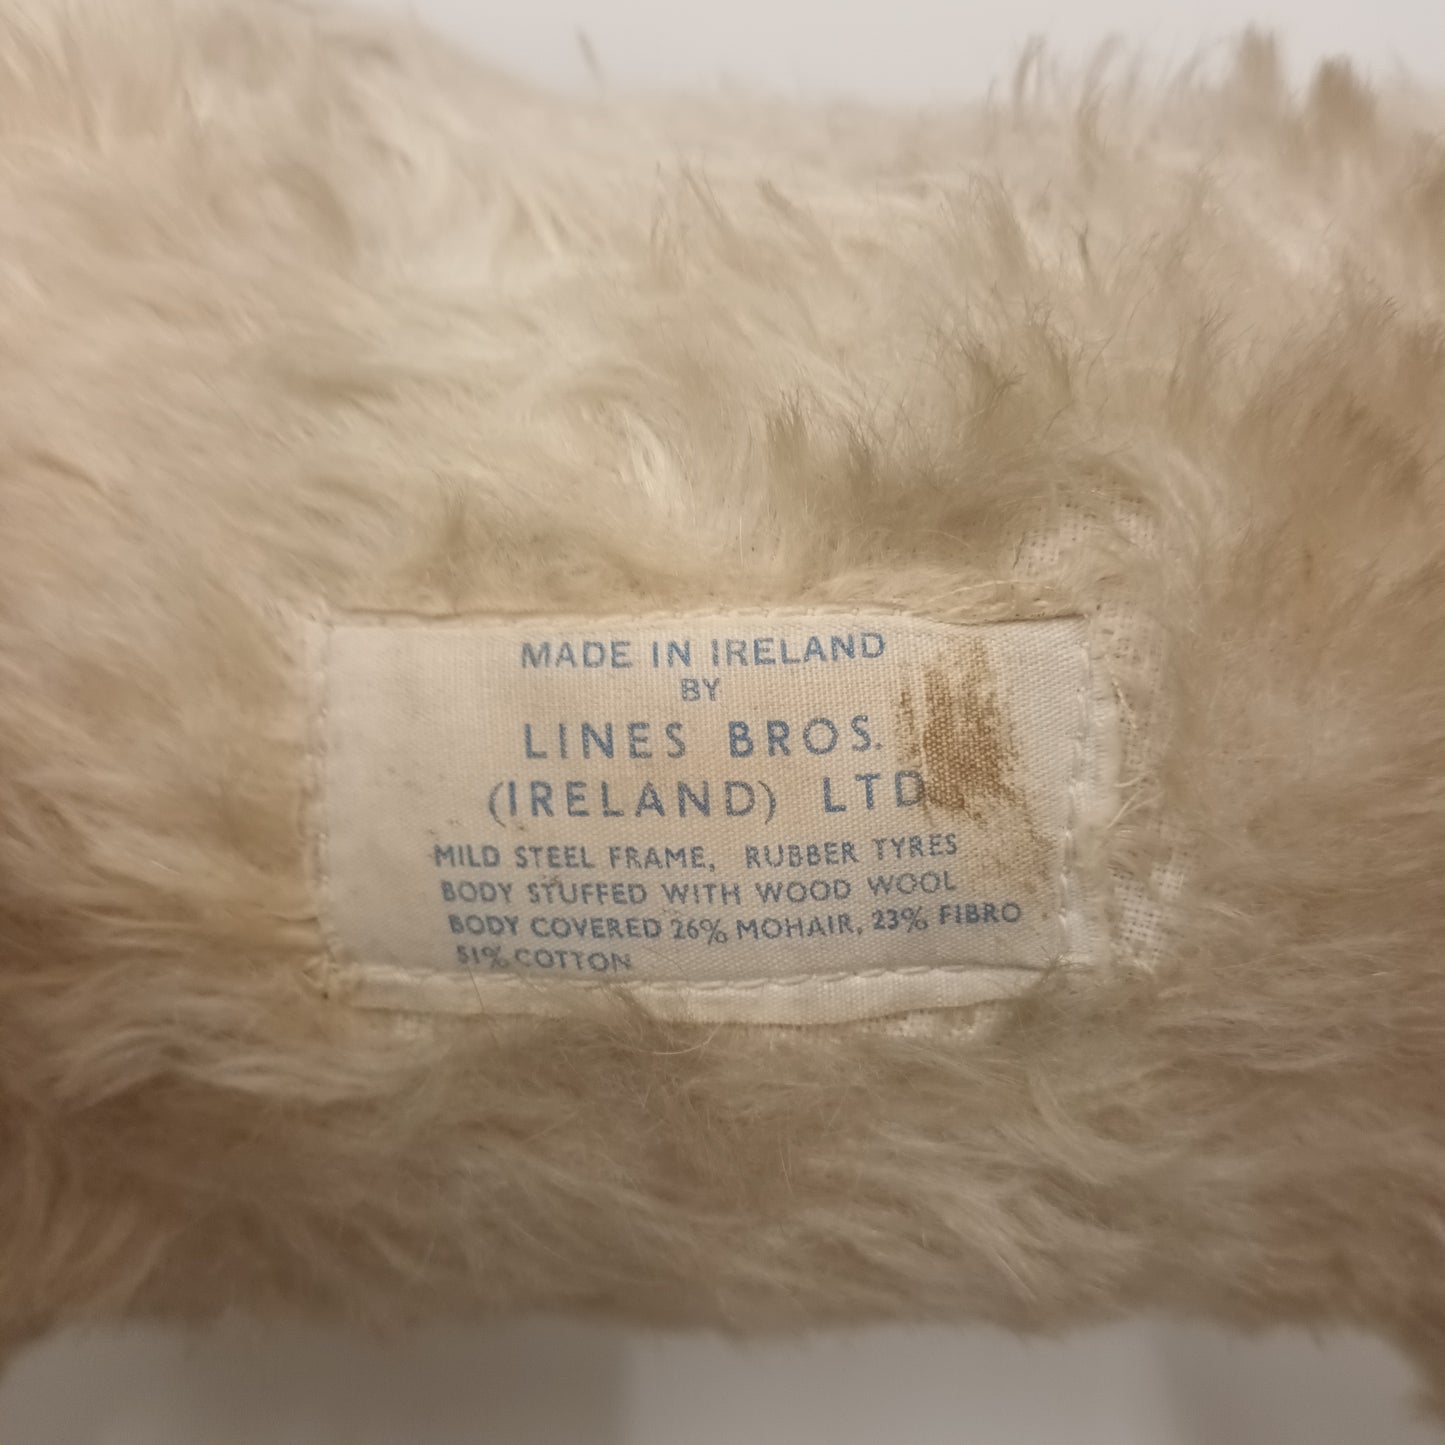 MADE IN IRELAND
BY
LINES BROS.
(IRELAND) LTD
MILD STEEL FRAME, RUBBER TYRES
BODY STUFFED WITH WOOD WOOL
BODY COVERED 26% MOHAIR, 23% FIBRO
51% COTTON